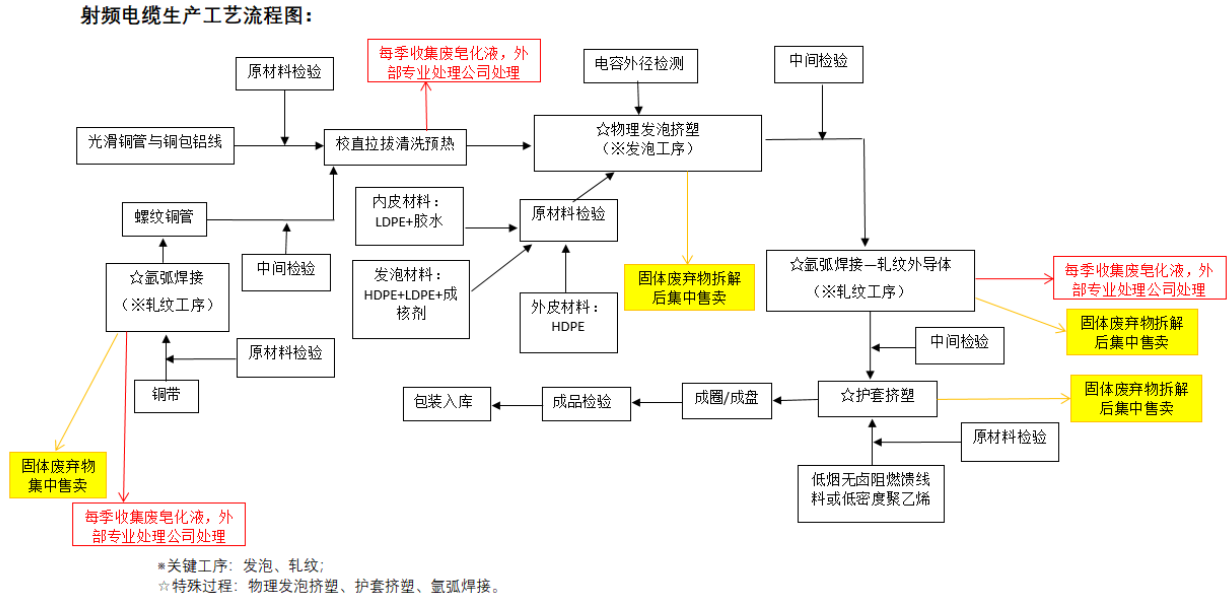 射频电缆生产工艺流程图：
每季收集废皂化液，外
部专业处理公司处理
原材料检验
电容外径检测
中间检验
光滑铜管与铜包铝线
校直拉拔清洗预热
☆物理发泡挤塑
（※发泡工序）
内皮材料：
LDPE+胶水
原材料检验
螺纹铜管
中间检验
☆氩弧焊接
（※轧纹工序）
发泡材料：
HDPE+LDPE+成
核剂
外皮材料：
HDPE
固体废弃物拆解
后集中售卖
☆氩弧焊接—轧纹外导体
（※轧纹工序）
每季收集废皂化液，外
部专业处理公司处理
固体废弃物拆解
后集中售卖
原材料检验
中间检验
铜带
包装入库
成品检验
成圈/成盘
☆护套挤塑
固体废弃物拆解
后集中售卖
原材料检验
固体废弃物
集中售卖
低烟无卤阻燃馈线
料或低密度聚乙烯
每季收集废皂化液，外
部专业处理公司处理
※关键工序：发泡、轧纹;
☆特殊过程：物理发泡挤塑、护套挤塑、氩弧焊接。